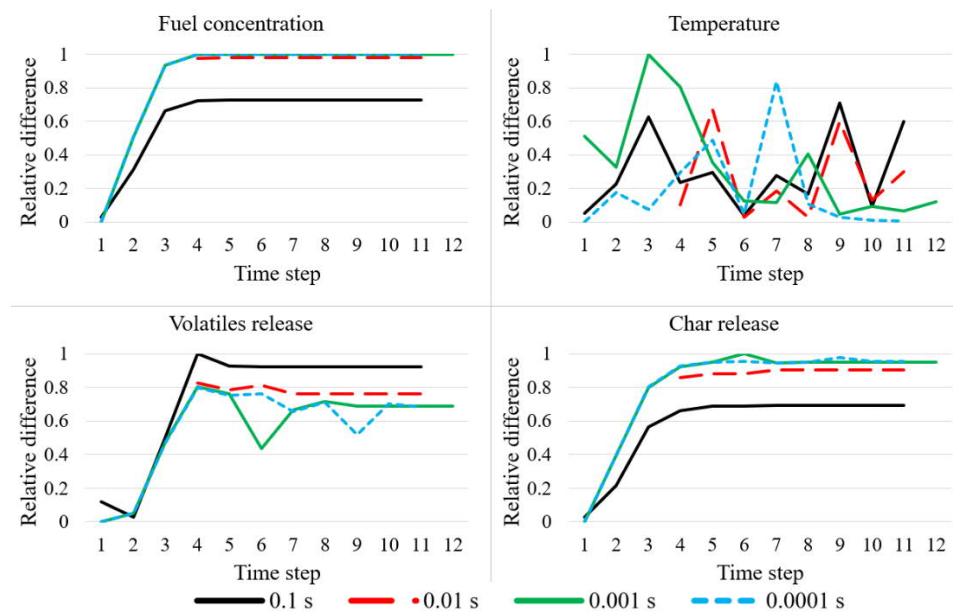 Fuel concentration
Relative difference
1
0.8
0.6
0.4
0.2
0
1 2 3 4 5 6 7 8 9 10 11 12
Time step
Temperature
Relative difference
1
0.8
0.6
0.4
0.2
0
1 2 3 4 5 6 7 8 9 10 11 12
Time step
Volatiles release
Relative difference
1
0.8
0.6
0.4
0.2
0
1 2 3 4 5 6 7 8 9 10 11 12
Time step
Char release
Relative difference
1
0.8
0.6
0.4
0.2
0
1 2 3 4 5 6 7 8 9 10 11 12
Time step
0.1 s 0.01 s 0.001 s 0.0001 s